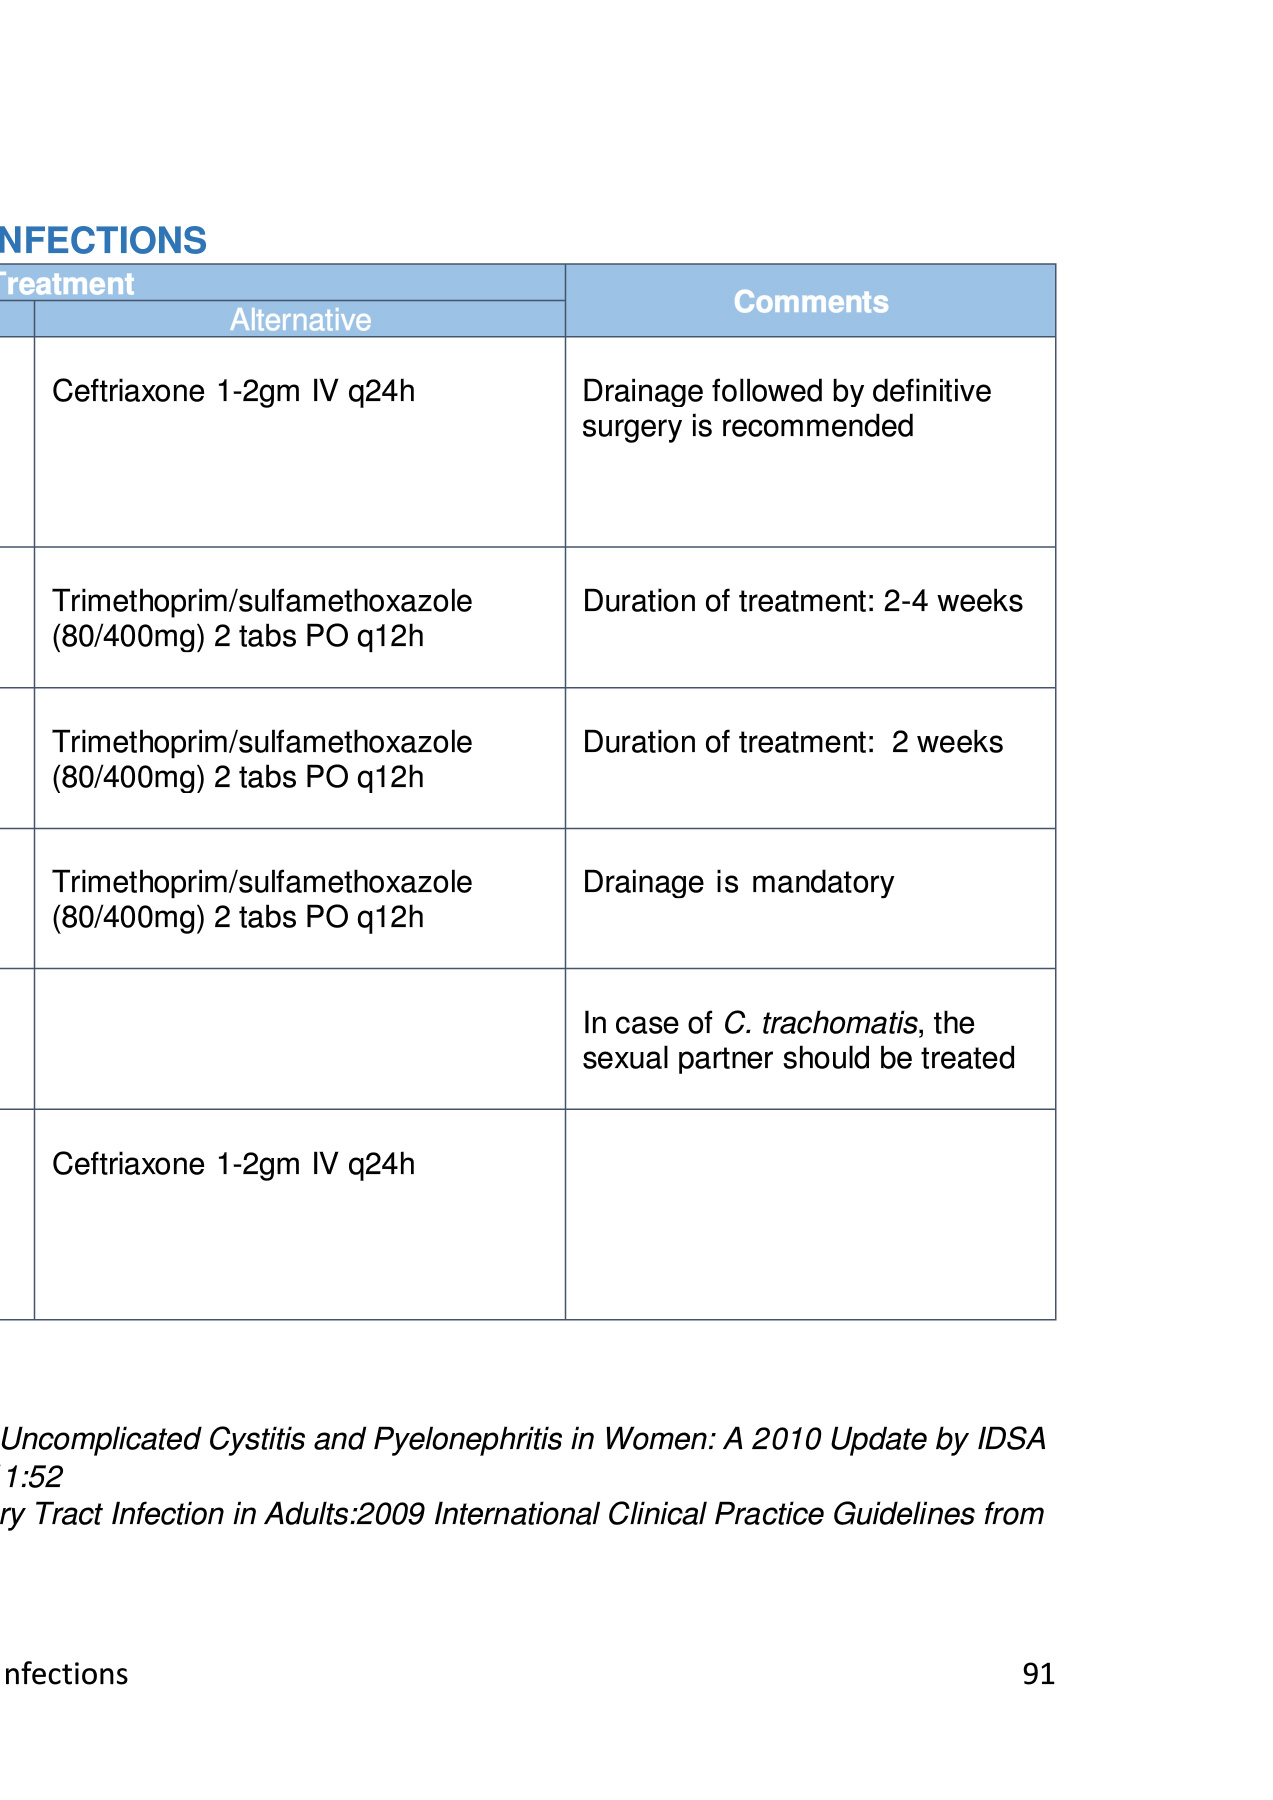 NFECTIONS
Treatment
Comments
Alternative
Ceftriaxone 1-2gm IV q24h
Drainage followed by definitive
surgery is recommended
Trimethoprim/sulfamethoxazole
(80/400mg) 2 tabs PO q12h
Duration of treatment: 2-4 weeks
Trimethoprim/sulfamethoxazole
(80/400mg) 2 tabs PO q12h
Duration of treatment: 2 weeks
Trimethoprim/sulfamethoxazole
(80/400mg) 2 tabs PO q12h
Drainage is mandatory
In case of C. trachomatis, the
sexual partner should be treated
Ceftriaxone 1-2gm IV q24h
Uncomplicated Cystitis and Pyelonephritis in Women: A 2010 Update by IDSA
1:52
ry Tract Infection in Adults:2009 International Clinical Practice Guidelines from
nfections
91